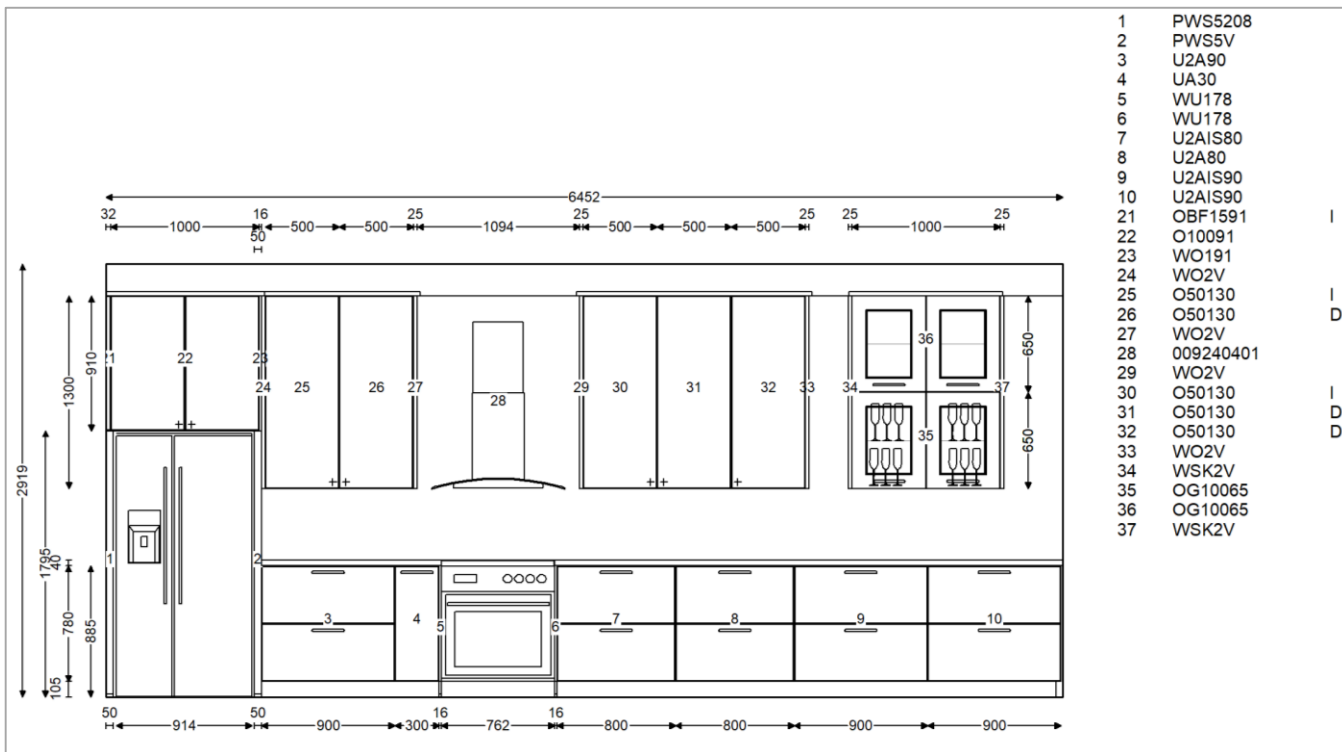 1 PWS5208
2 PWS5V
3 U2A90
4 UA30
5 WU178
6 WU178
7 U2AIS80
8 U2A80
9 U2AIS90
10 U2AIS90
21 OBF1591 I
22 O10091
23 WO191
24 WO2V
25 O50130 I
26 O50130 D
27 WO2V
28 009240401
29 WO2V
30 O50130 I
31 O50130 D
32 O50130 D
33 WO2V
34 WSK2V
35 OG10065
36 OG10065
37 WSK2V
6452
32 1000 16 500 500 25 1094 25 500 500 500 25 25 1000 25
50
2919
1300
910
21 22 23
24 25 26 27 28 29 30 31 32 33 34 36 37
35
650
650
1795
40
780
885
105
1 2
3 4 5 6 7 8 9 10
50 914 50 900 300 16 762 16 800 800 900 900